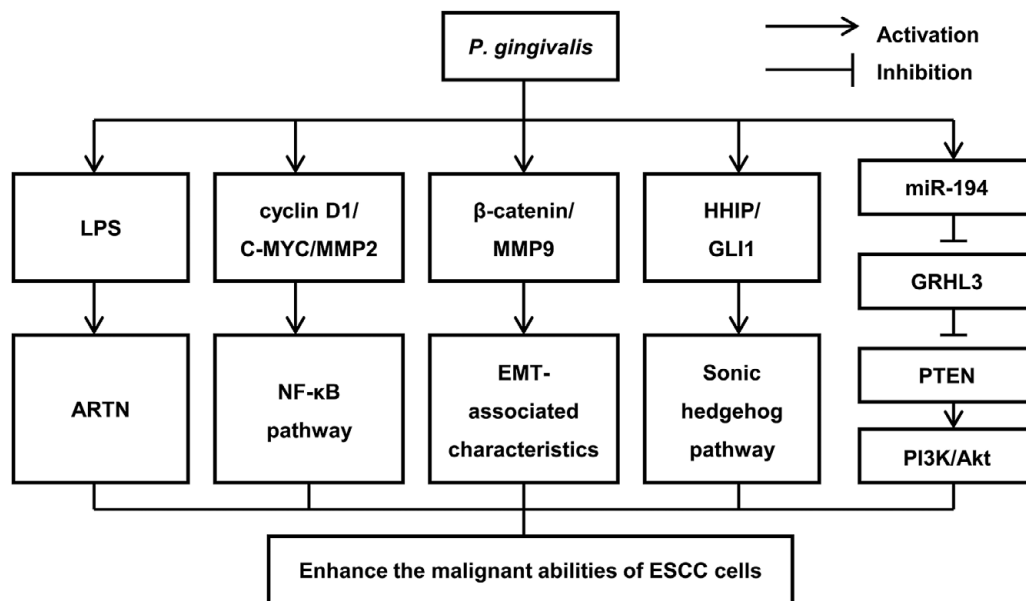 P. gingivalis
Activation
Inhibition
LPS
cyclin D1/
C-MYC/MMP2
β-catenin/
MMP9
HHIP/
GLI1
miR-194
GRHL3
ARTN
NF-κB
pathway
EMT-
associated
characteristics
Sonic
hedgehog
pathway
PTEN
PI3K/Akt
Enhance the malignant abilities of ESCC cells